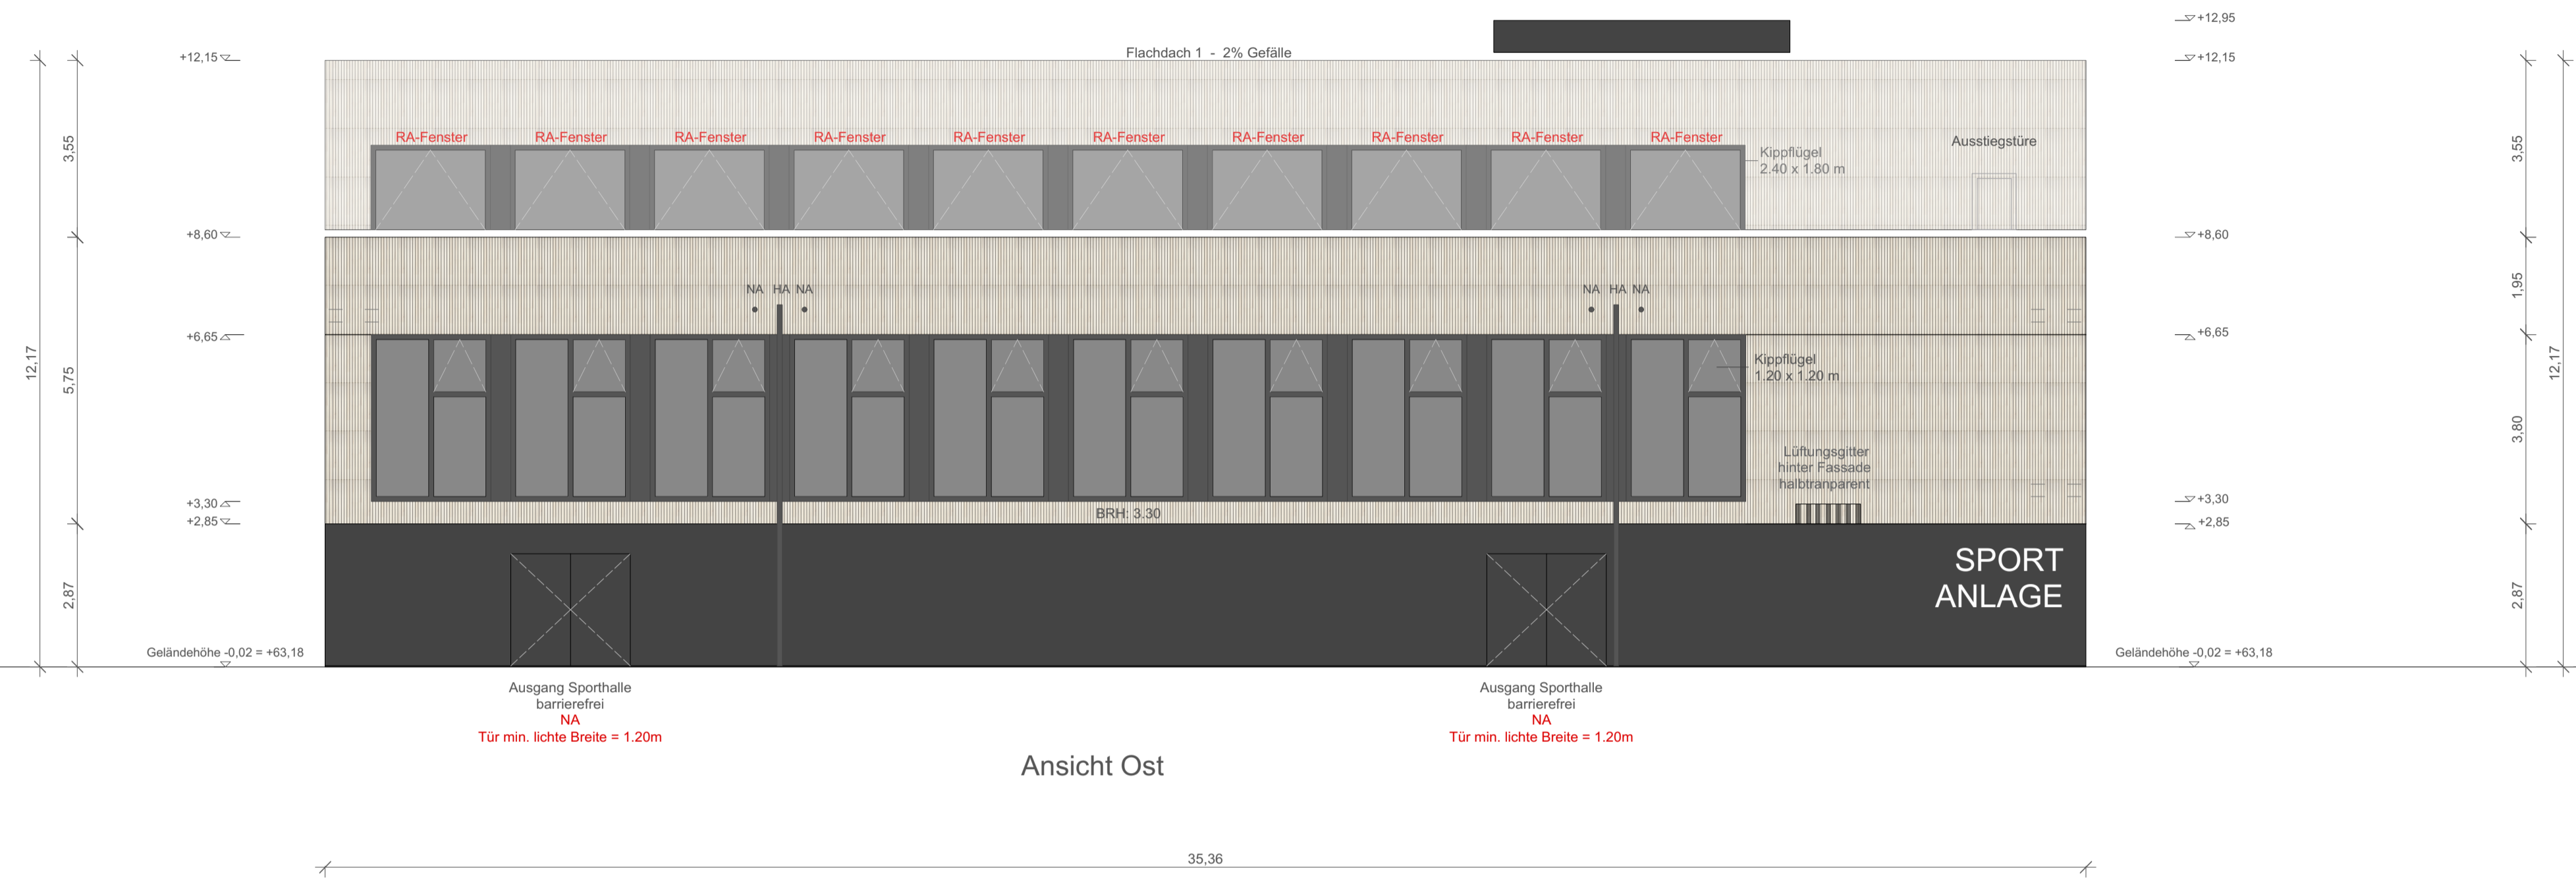 +12,95
Flachdach 1 - 2% Gefälle
+12,15
+12,15
RA-Fenster RA-Fenster RA-Fenster RA-Fenster RA-Fenster RA-Fenster RA-Fenster RA-Fenster RA-Fenster RA-Fenster
Ausstiegstüre
Kippflügel
2.40 x 1.80 m
3,55
3,55
+8,60
+8,60
NA HA NA
NA HA NA
1,95
+6,65
+6,65
12,17
5,75
Kippflügel
1.20 x 1.20 m
12,17
3,80
Lüftungsgitter
hinter Fassade
halbtranparent
+3,30
+3,30
+2,85
BRH: 3.30
+2,85
SPORT
ANLAGE
2,87
2,87
Geländehöhe -0,02 = +63,18
Geländehöhe -0,02 = +63,18
Ausgang Sporthalle
barrierefrei
NA
Tür min. lichte Breite = 1.20m
Ausgang Sporthalle
barrierefrei
NA
Tür min. lichte Breite = 1.20m
Ansicht Ost
35,36